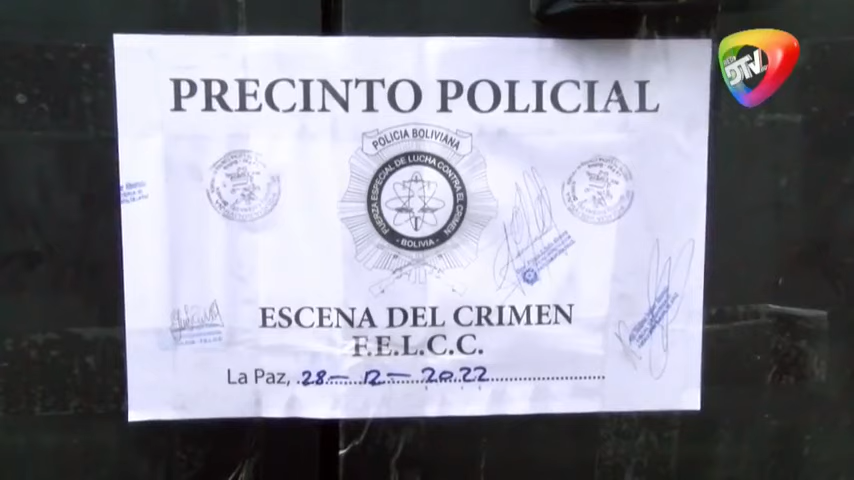 PRECINTO POLICIAL
POLICIA BOLIVIANA
FUERZA ESPECIAL DE LUCHA CONTRA EL CRIMEN
- BOLIVIA -
ESCENA DEL CRIMEN
F.E.L.C.C.
La Paz, 28-12-2022
DTV